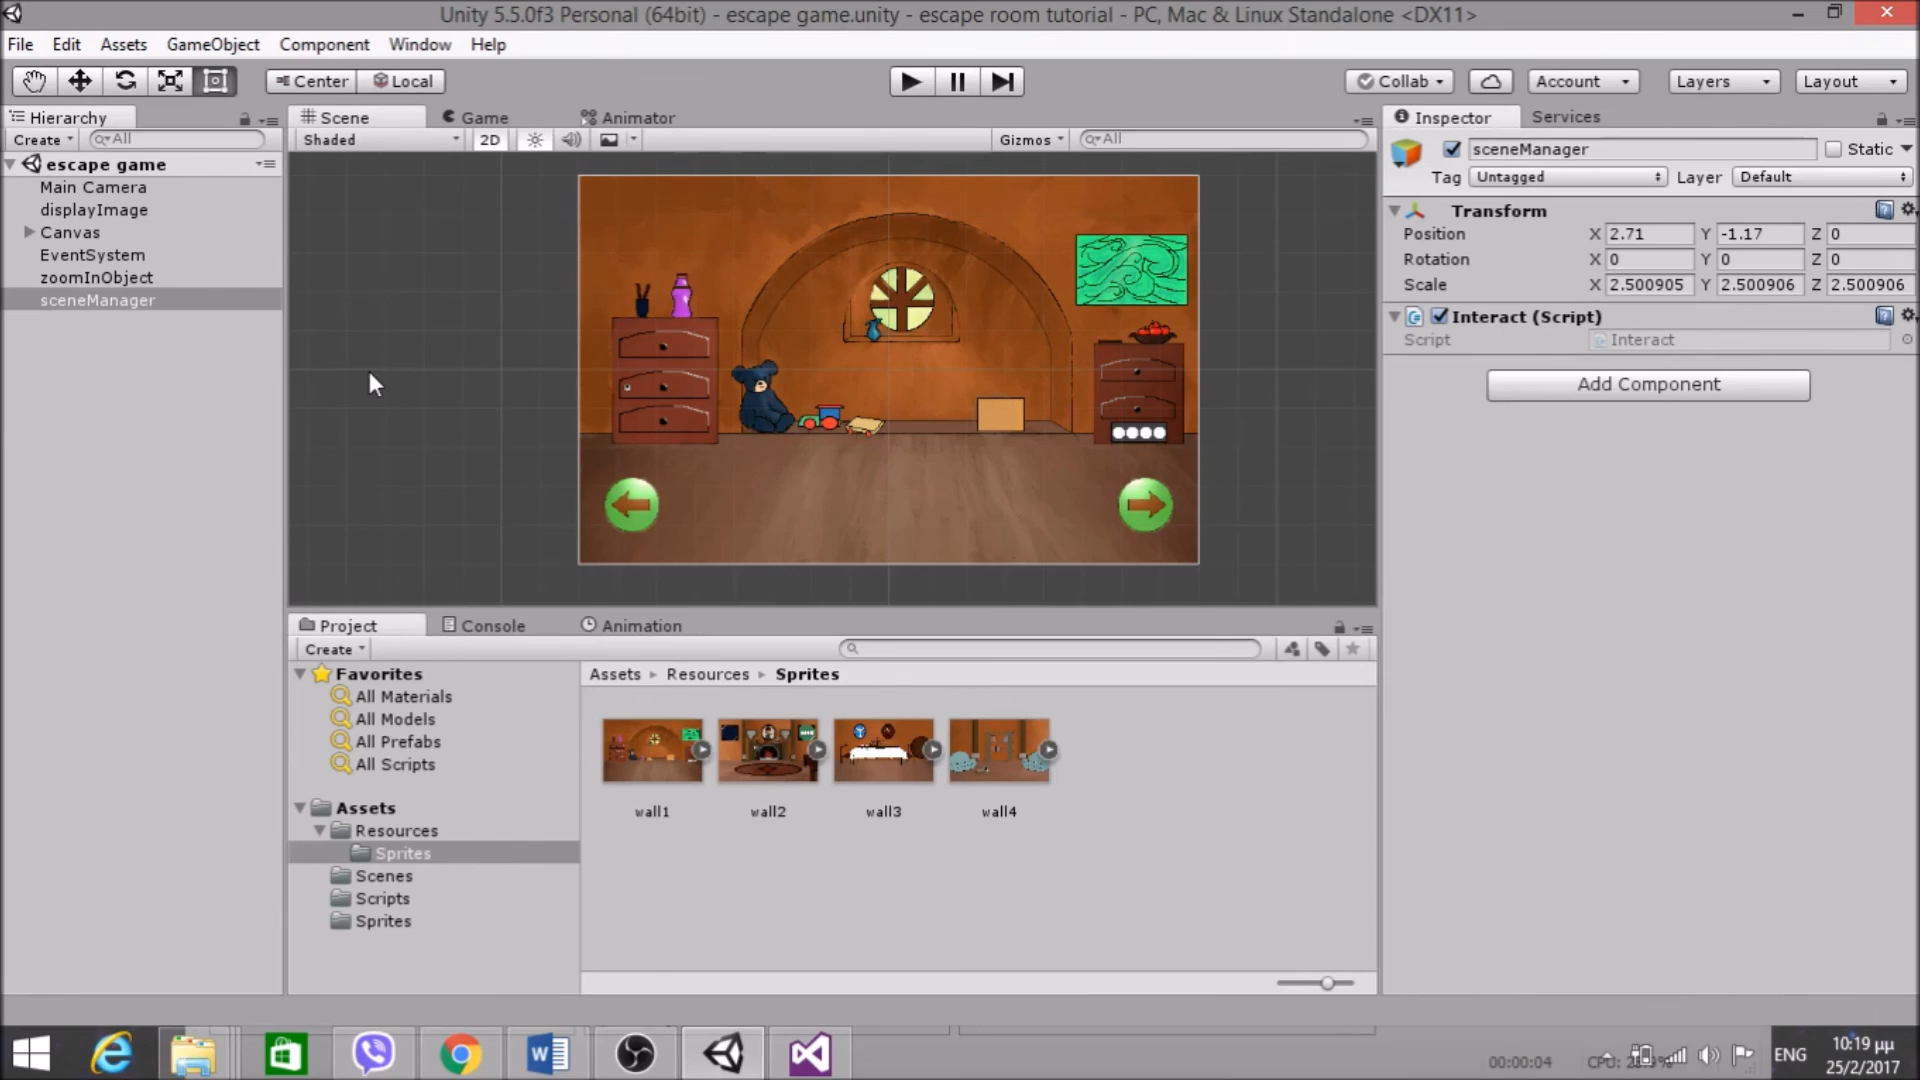 Unity 5.5.0f3 Personal (64bit) - escape game.unity - escape room tutorial - PC, Mac & Linux Standalone <DX11>
File Edit Assets GameObject Component Window Help
Center Local Collab Account Layers Layout
Hierarchy Scene Game Animator Inspector Services
Create All Shaded 2D Gizmos All
sceneManager Static
escape game
Tag Untagged Layer Default
Main Camera
displayImage
Canvas
EventSystem
zoomInObject
sceneManager
Transform
Position X 2.71 Y -1.17 Z 0
Rotation X 0 Y 0 Z 0
Scale X 2.500905 Y 2.500906 Z 2.500906
Interact (Script)
Script Interact
Add Component
Project Console Animation
Create
Favorites
All Materials
All Models
All Prefabs
All Scripts
Assets
Resources
Sprites
Scenes
Scripts
Sprites
Assets Resources Sprites
wall1 wall2 wall3 wall4
00:00:04 CPU: ENG
10:19 μμ
25/2/2017